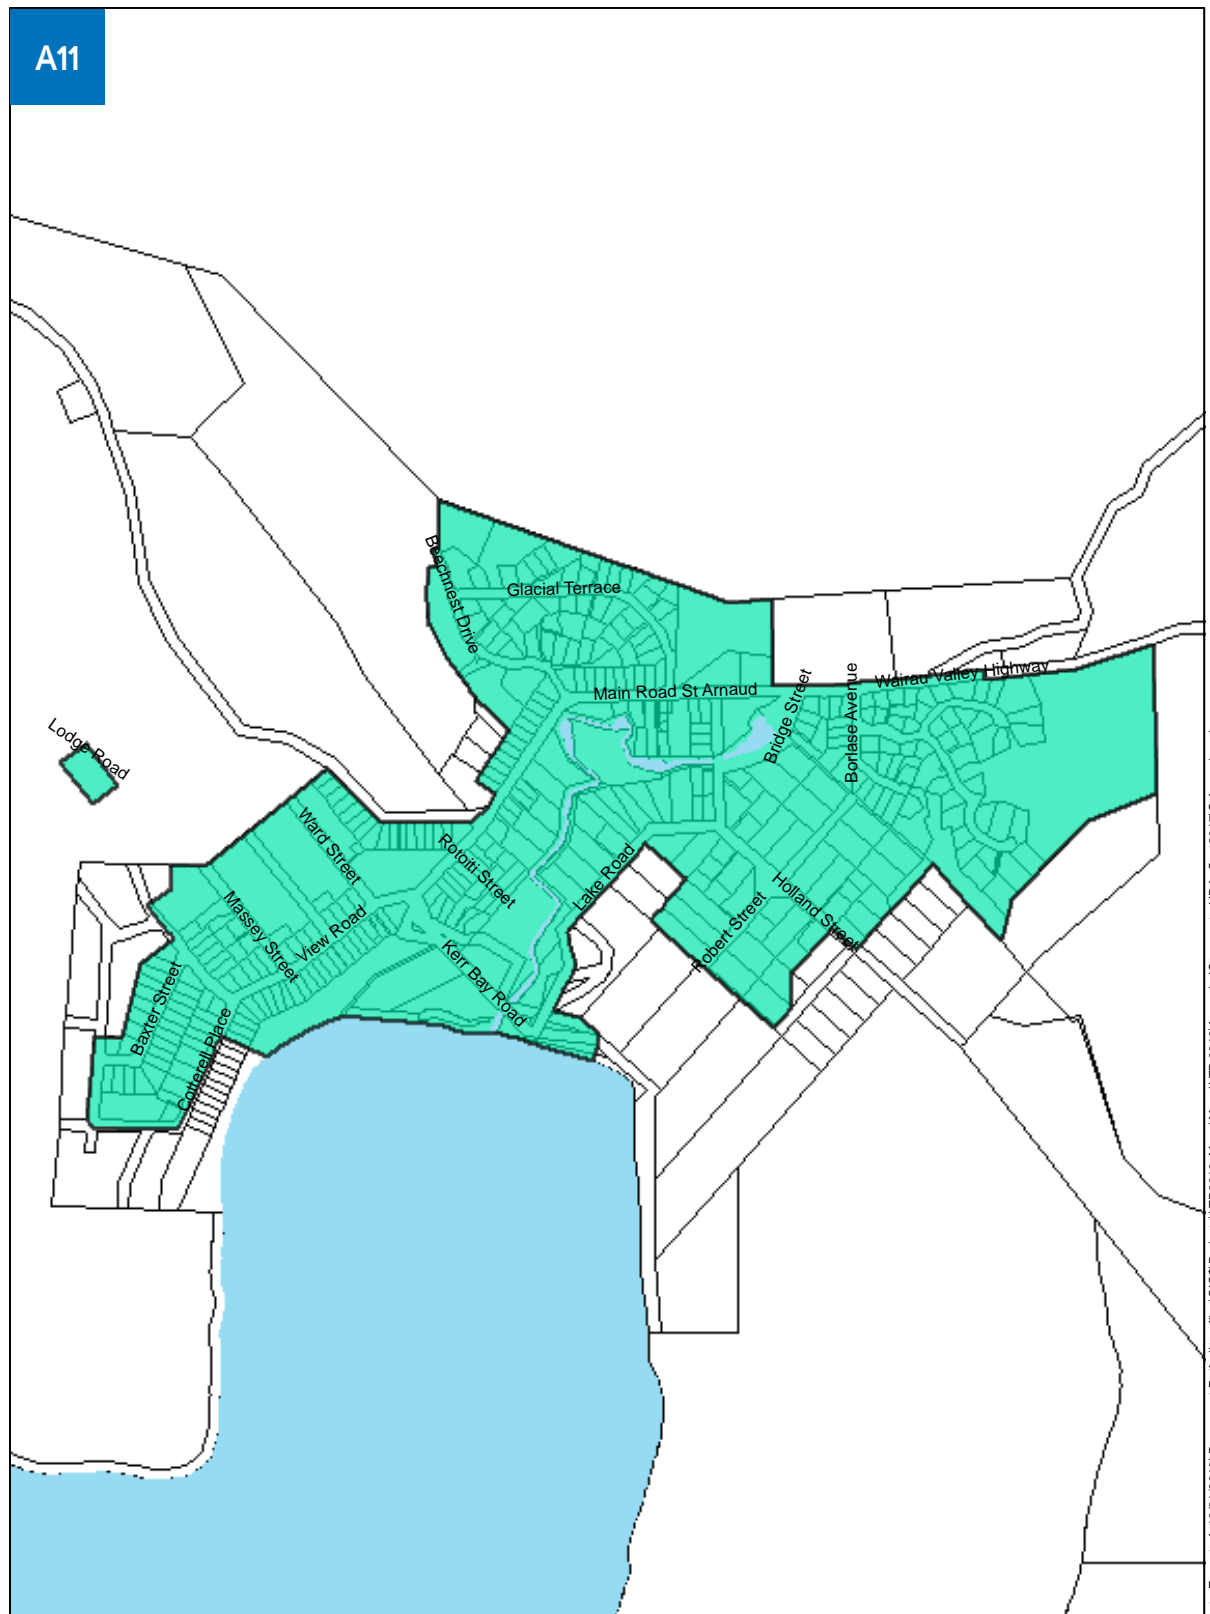 A11
Beechnest Drive
Glacial Terrace
Main Road St Arnaud
Bridge Street
Borlase Avenue
Wairau Valley Highway
Lodge Road
Ward Street
Rotoiti Street
Lake Road
Holland Street
Robert Street
Massey Street
View Road
Kerr Bay Road
Baxter Street
Cotterell Place